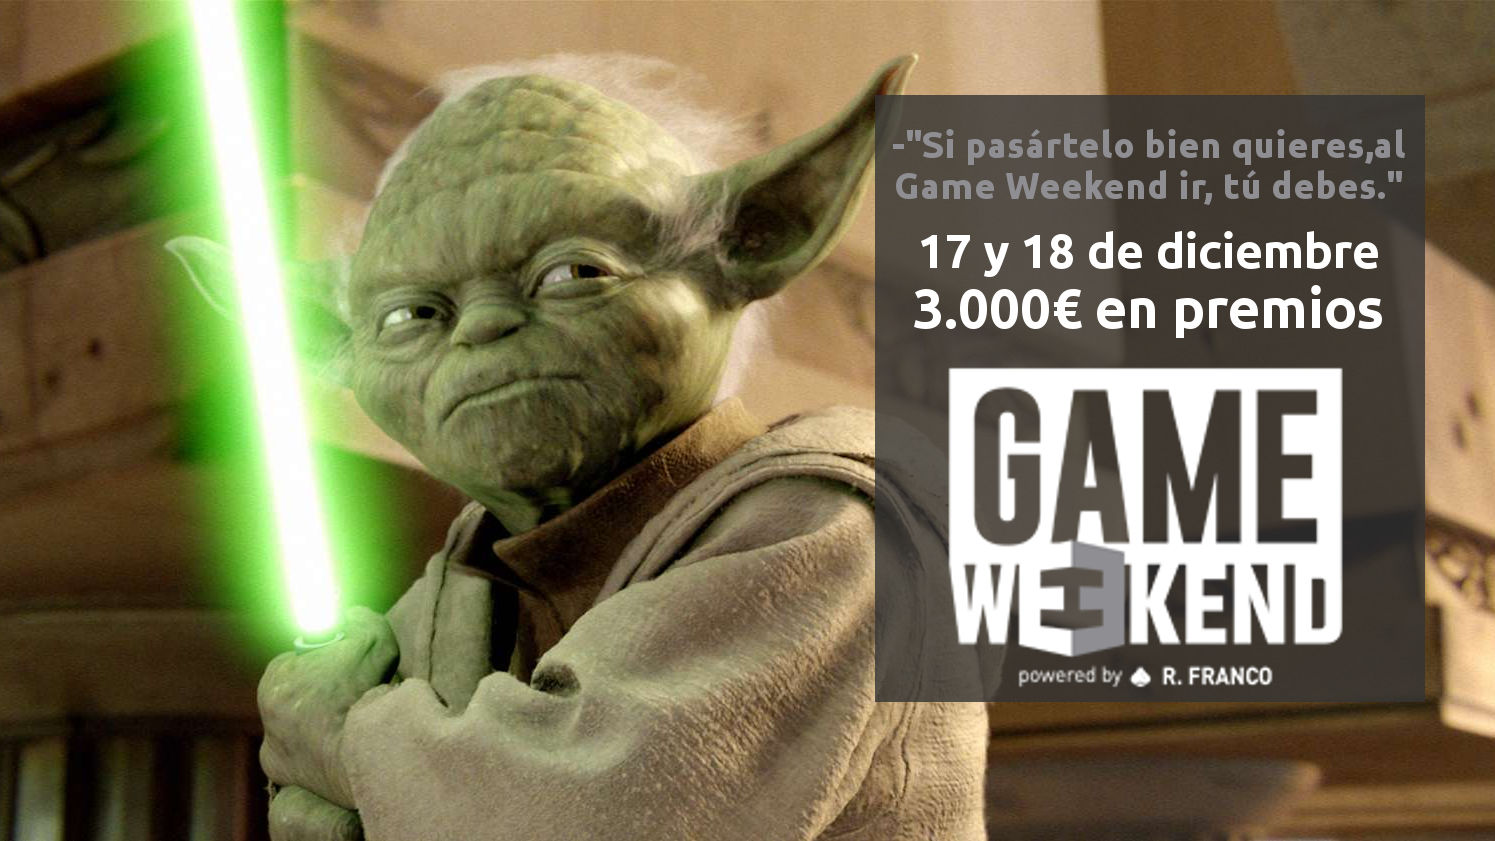 -"Si pasártelo bien quieres,al
Game Weekend ir, tú debes."
17 y 18 de diciembre
3.000€ en premios
GAME
WEEKEND
powered by R. FRANCO